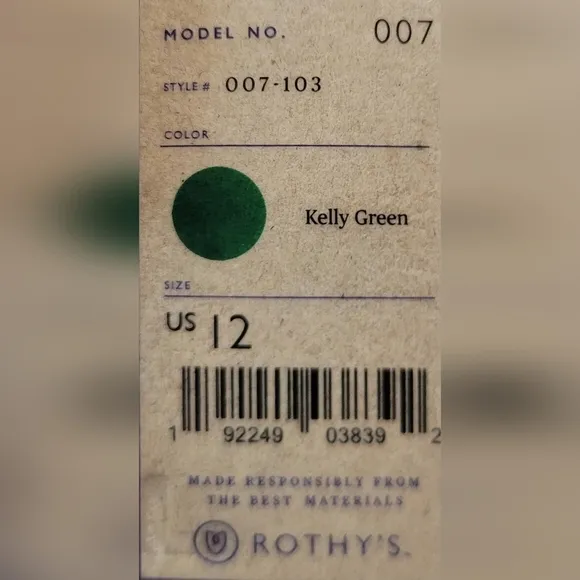 MODEL NO. 007
STYLE # 007-103
COLOR
Kelly Green
SIZE
US 12
1 92249 03839 2
MADE RESPONSIBLY FROM
THE BEST MATERIALS
ROTHY'S™